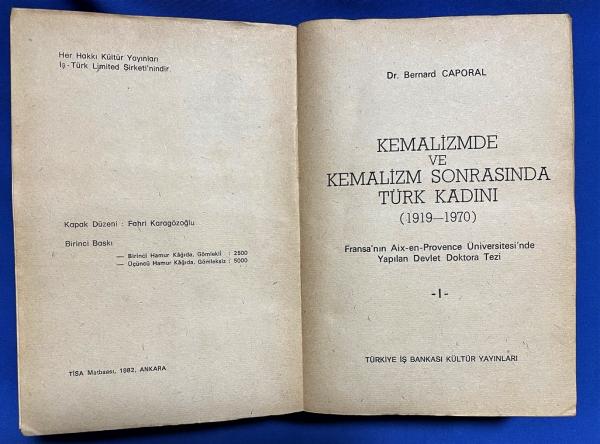 Her Hakkı Kültür Yayınları
İş - Türk Limited Şirketi'nindir.
Kapak Düzeni : Fahri Karagözoğlu
Birinci Baskı
— Birinci Hamur Kâğıda, Gömlekli : 2500
— Üçüncü Hamur Kâğıda, Gömleksiz : 5000
TİSA Matbaası, 1982, ANKARA
Dr. Bernard CAPORAL
KEMALİZMDE
VE
KEMALİZM SONRASINDA
TÜRK KADINI
(1919—1970)
Fransa'nın Aix-en-Provence Üniversitesi'nde
Yapılan Devlet Doktora Tezi
-I-
TÜRKİYE İŞ BANKASI KÜLTÜR YAYINLARI